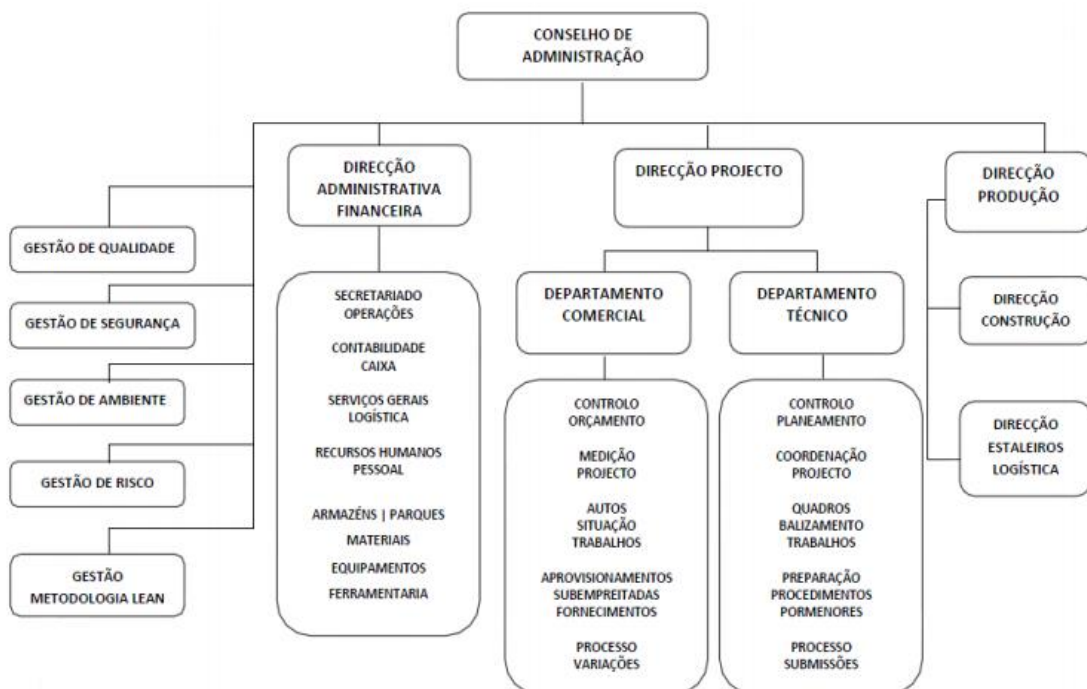 CONSELHO DE
ADMINISTRAÇÃO
DIRECÇÃO
ADMINISTRATIVA
FINANCEIRA
DIRECÇÃO PROJECTO
DIRECÇÃO
PRODUÇÃO
GESTÃO DE QUALIDADE
GESTÃO DE SEGURANÇA
GESTÃO DE AMBIENTE
GESTÃO DE RISCO
GESTÃO
METODOLOGIA LEAN
SECRETARIADO
OPERAÇÕES
CONTABILIDADE
CAIXA
SERVIÇOS GERAIS
LOGÍSTICA
RECURSOS HUMANOS
PESSOAL
ARMAZÉNS | PARQUES
MATERIAIS
EQUIPAMENTOS
FERRAMENTARIA
DEPARTAMENTO
COMERCIAL
CONTROLO
ORÇAMENTO
MEDIÇÃO
PROJECTO
AUTOS
SITUAÇÃO
TRABALHOS
APROVISIONAMENTOS
SUBEMPREITADAS
FORNECIMENTOS
PROCESSO
VARIAÇÕES
DEPARTAMENTO
TÉCNICO
CONTROLO
PLANEAMENTO
COORDENAÇÃO
PROJECTO
QUADROS
BALIZAMENTO
TRABALHOS
PREPARAÇÃO
PROCEDIMENTOS
PORMENORES
PROCESSO
SUBMISSÕES
DIRECÇÃO
CONSTRUÇÃO
DIRECÇÃO
ESTALEIROS
LOGÍSTICA